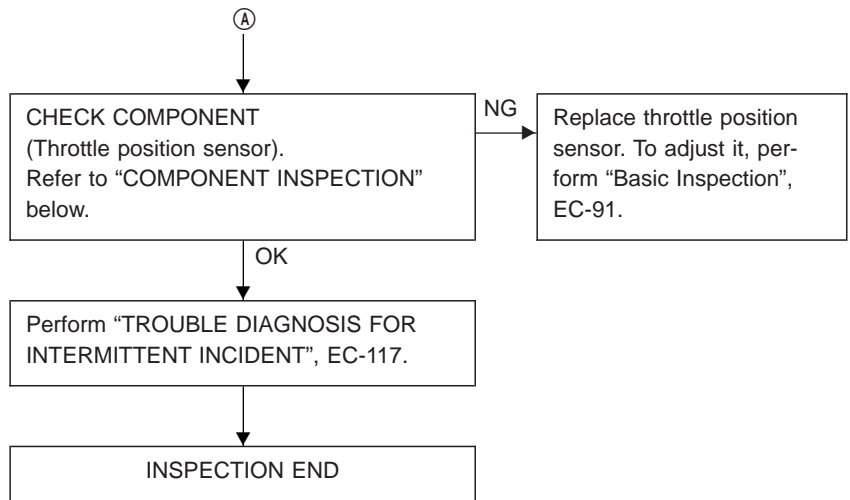 Ⓐ
CHECK COMPONENT
(Throttle position sensor).
Refer to “COMPONENT INSPECTION”
below.
NG
Replace throttle position
sensor. To adjust it, per-
form “Basic Inspection”,
EC-91.
OK
Perform “TROUBLE DIAGNOSIS FOR
INTERMITTENT INCIDENT”, EC-117.
INSPECTION END